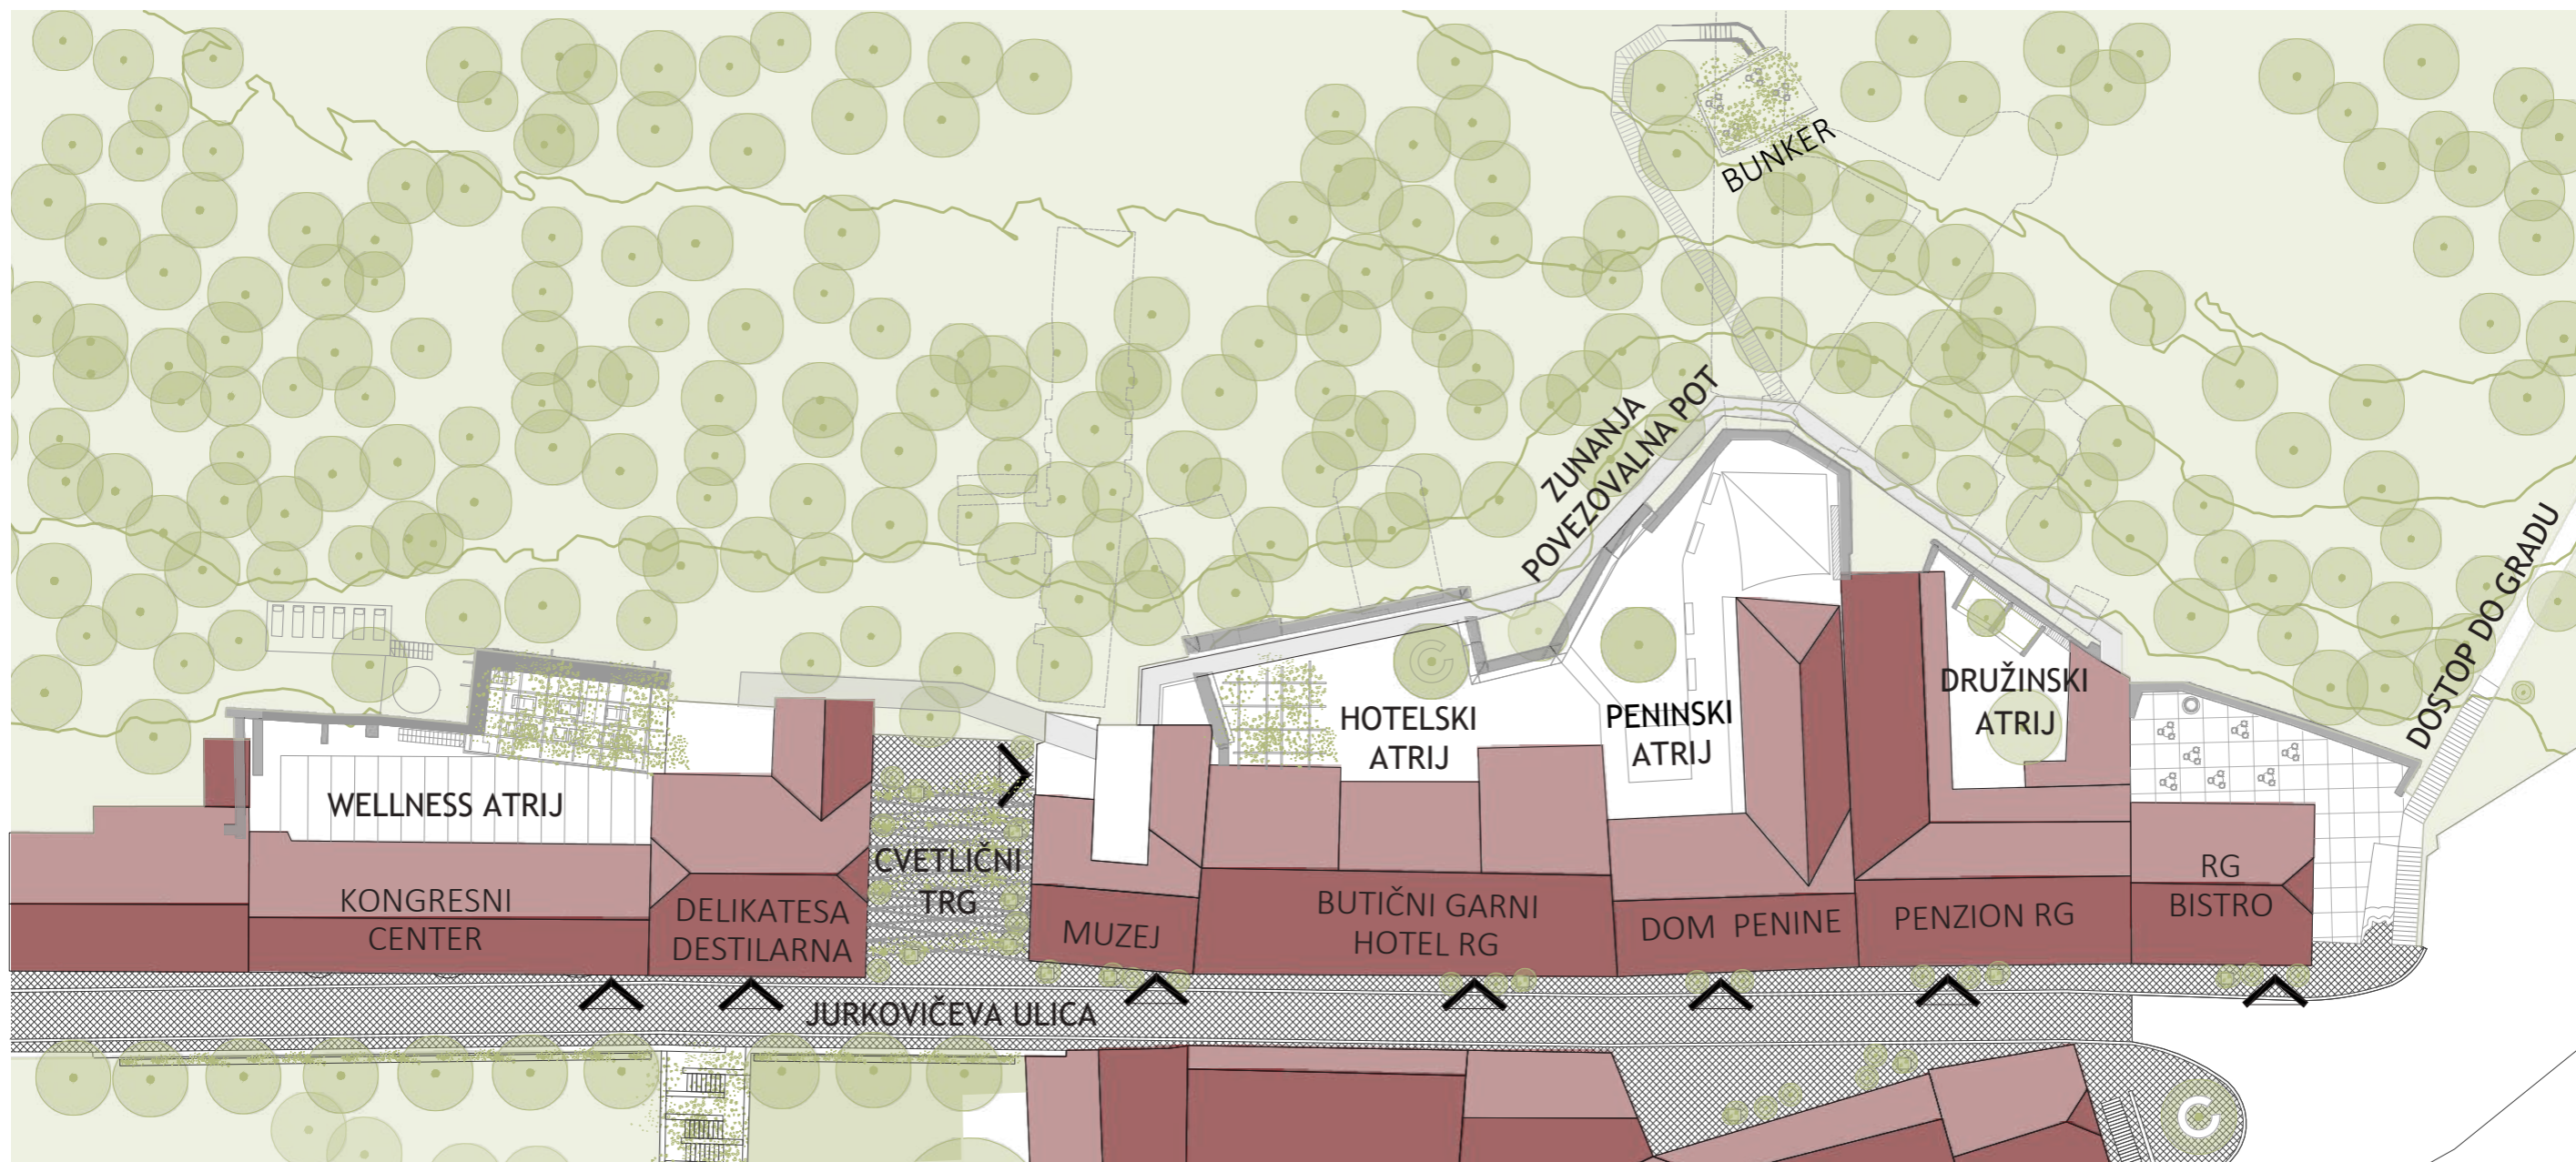 BUNKER
ZUNANJA
POVEZOVALNA POT
DOSTOP DO GRADU
WELLNESS ATRIJ
HOTELSKI
ATRIJ
PENINSKI
ATRIJ
DRUŽINSKI
ATRIJ
KONGRESNI
CENTER
DELIKATESA
DESTILARNA
CVETLIČNI
TRG
MUZEJ
BUTIČNI GARNI
HOTEL RG
DOM PENINE
PENZION RG
RG
BISTRO
JURKOVIČEVA ULICA